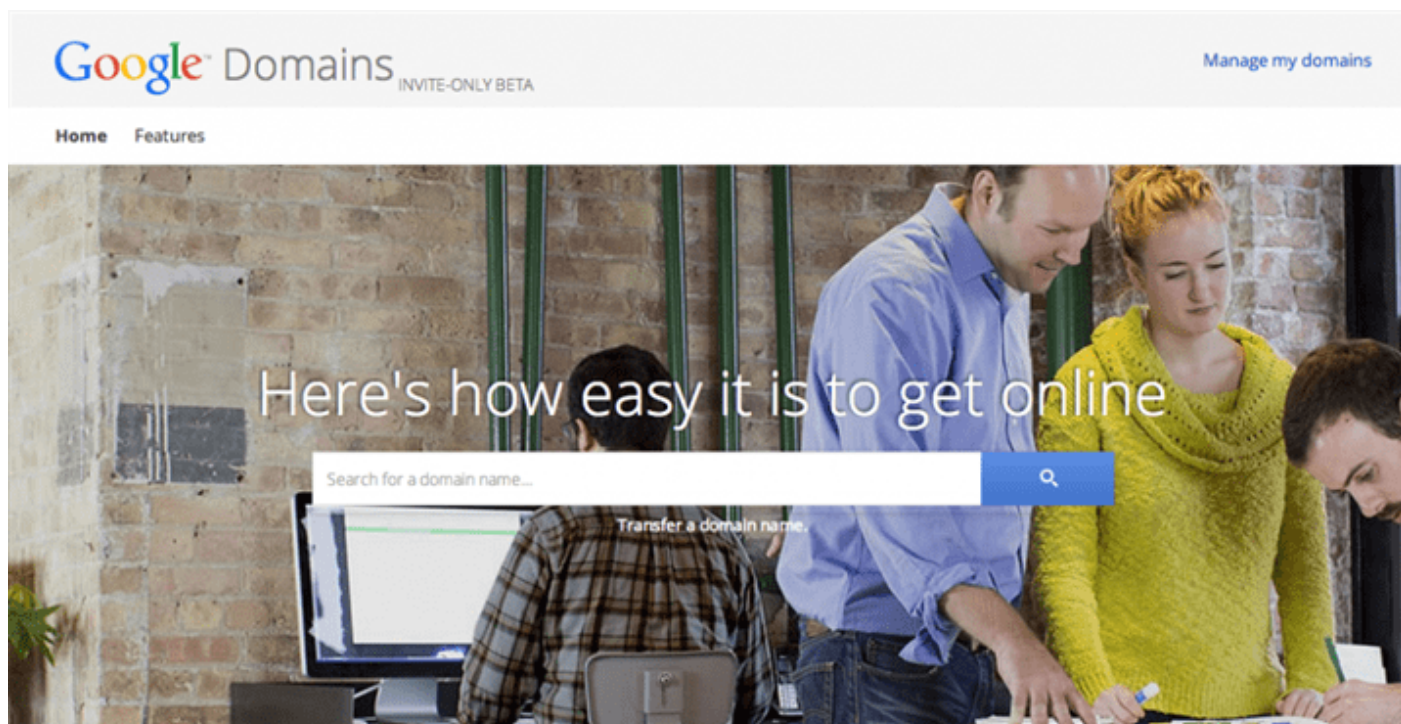 Google™ Domains INVITE-ONLY BETA
Manage my domains
Home Features
Here's how easy it is to get online
Search for a domain name...
Transfer a domain name.